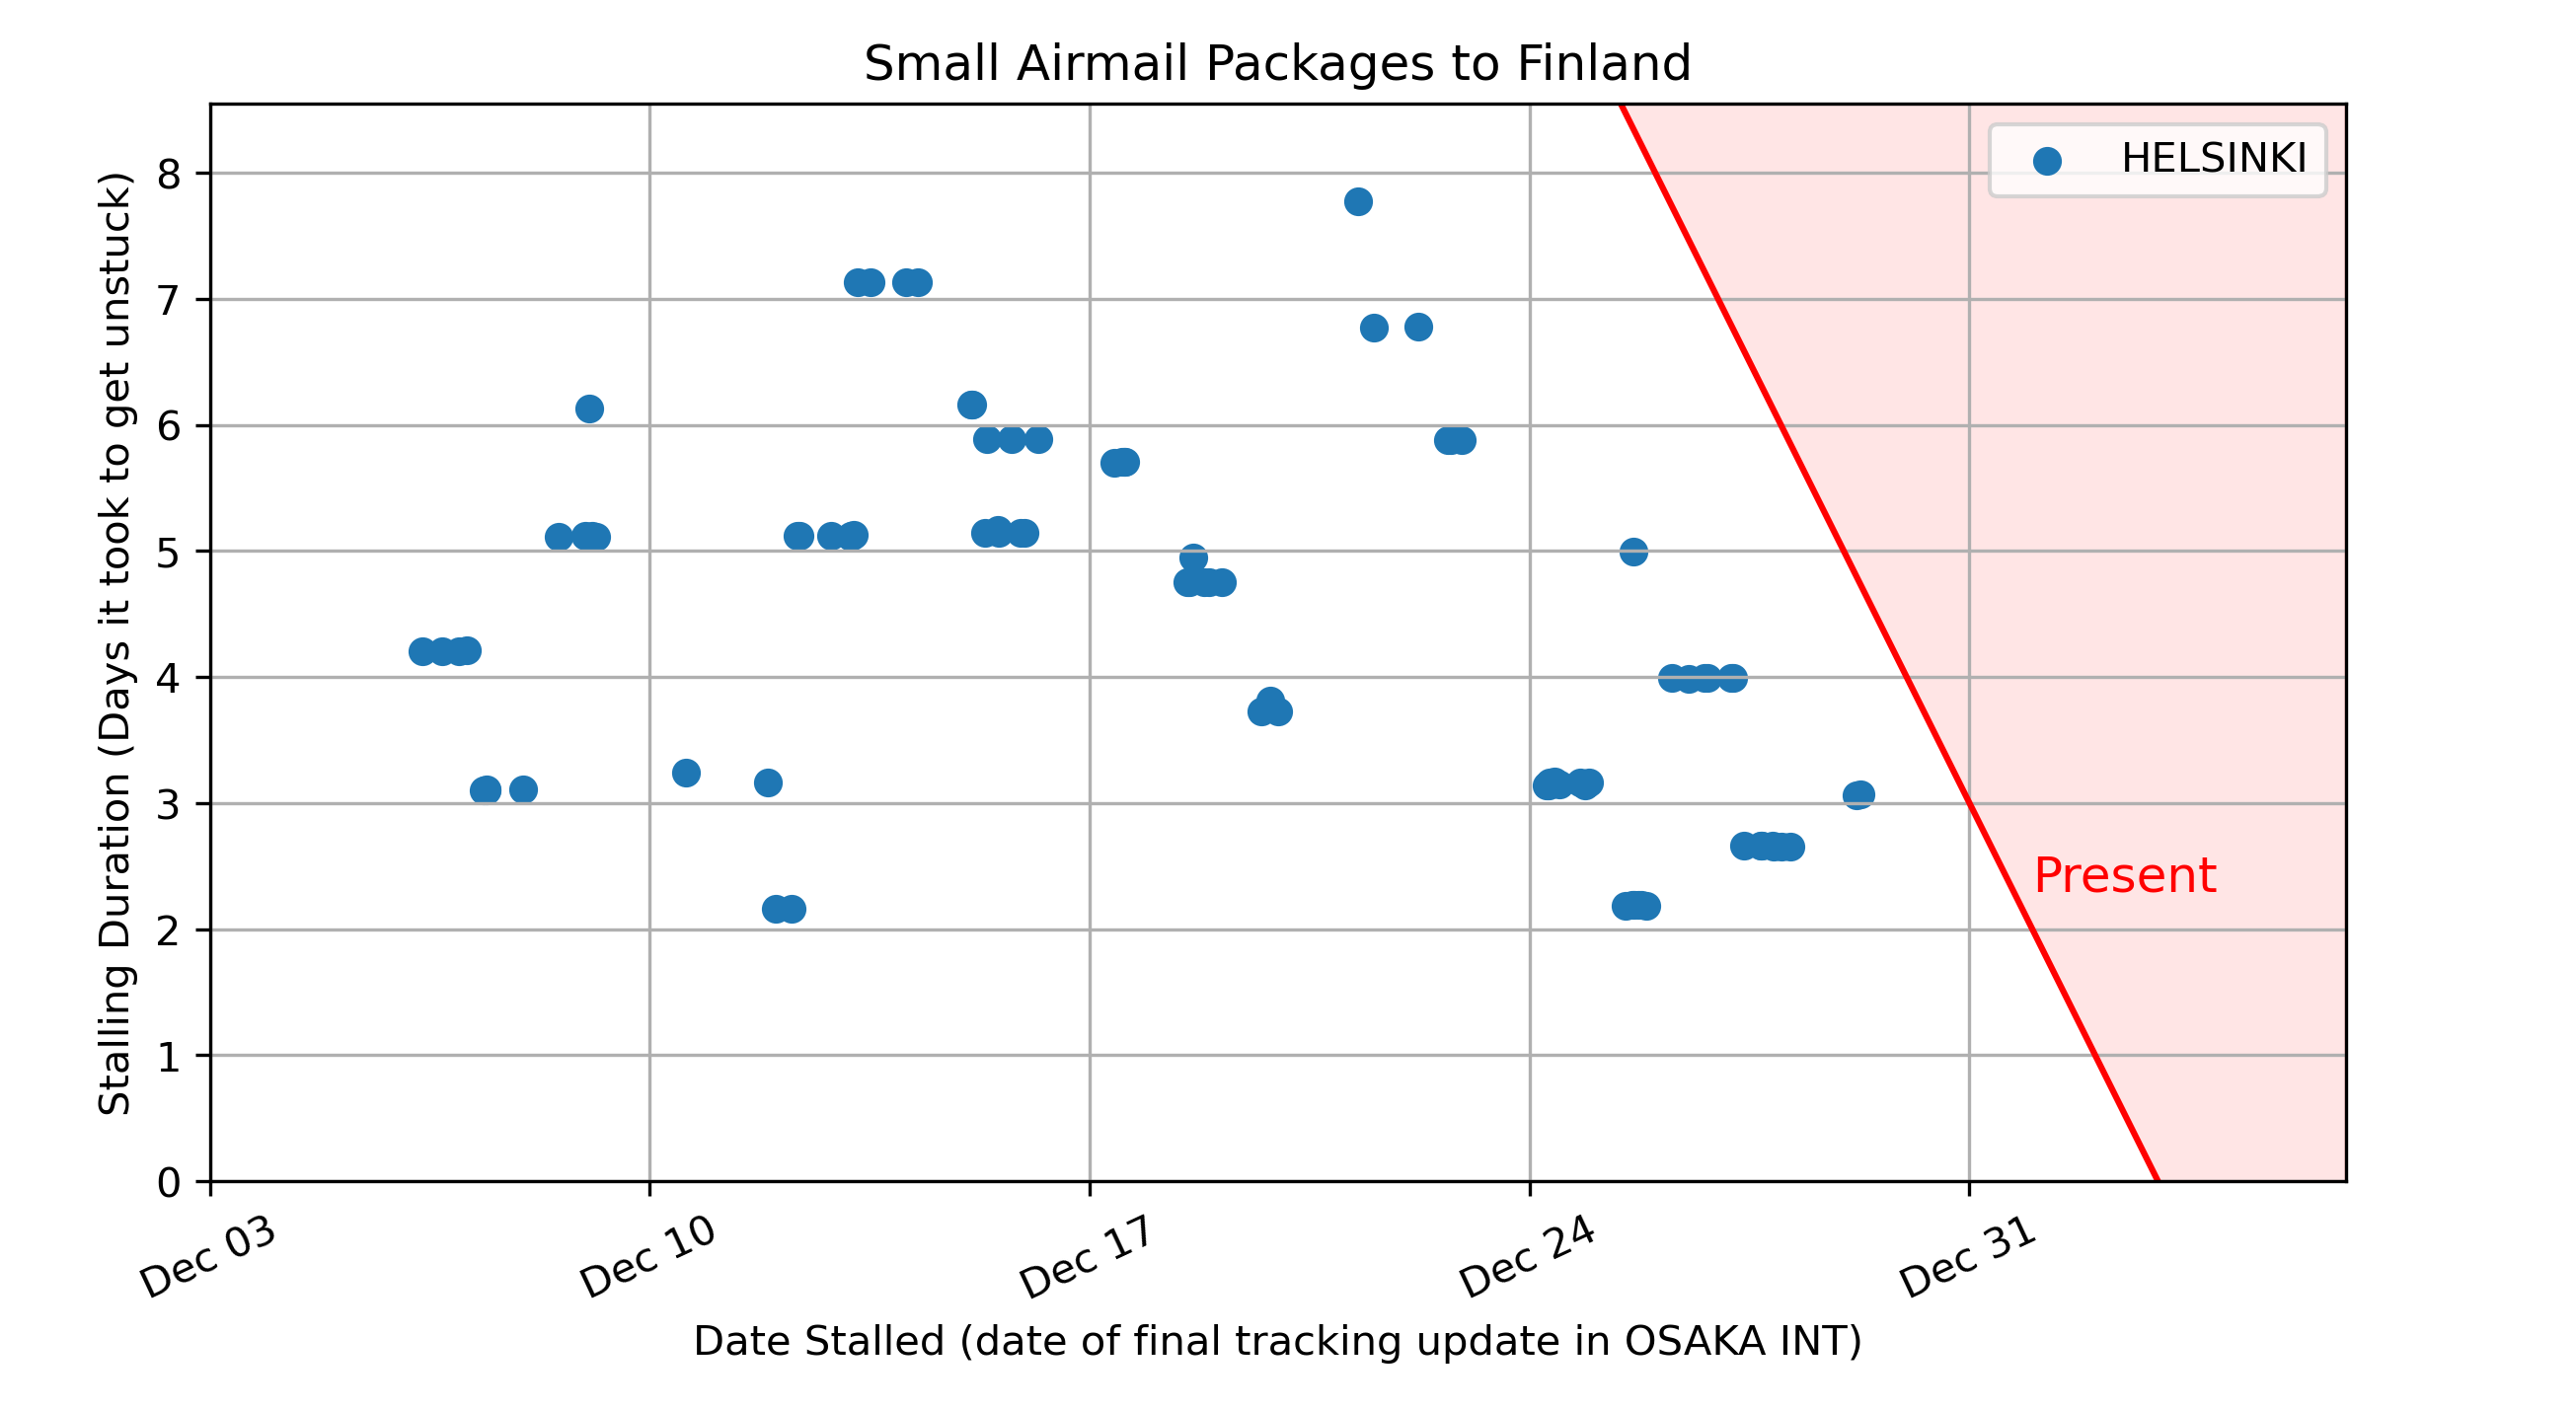 Small Airmail Packages to Finland
HELSINKI
Stalling Duration (Days it took to get unstuck)
8
7
6
5
4
3
2
1
0
Present
Dec 03
Dec 10
Dec 17
Dec 24
Dec 31
Date Stalled (date of final tracking update in OSAKA INT)